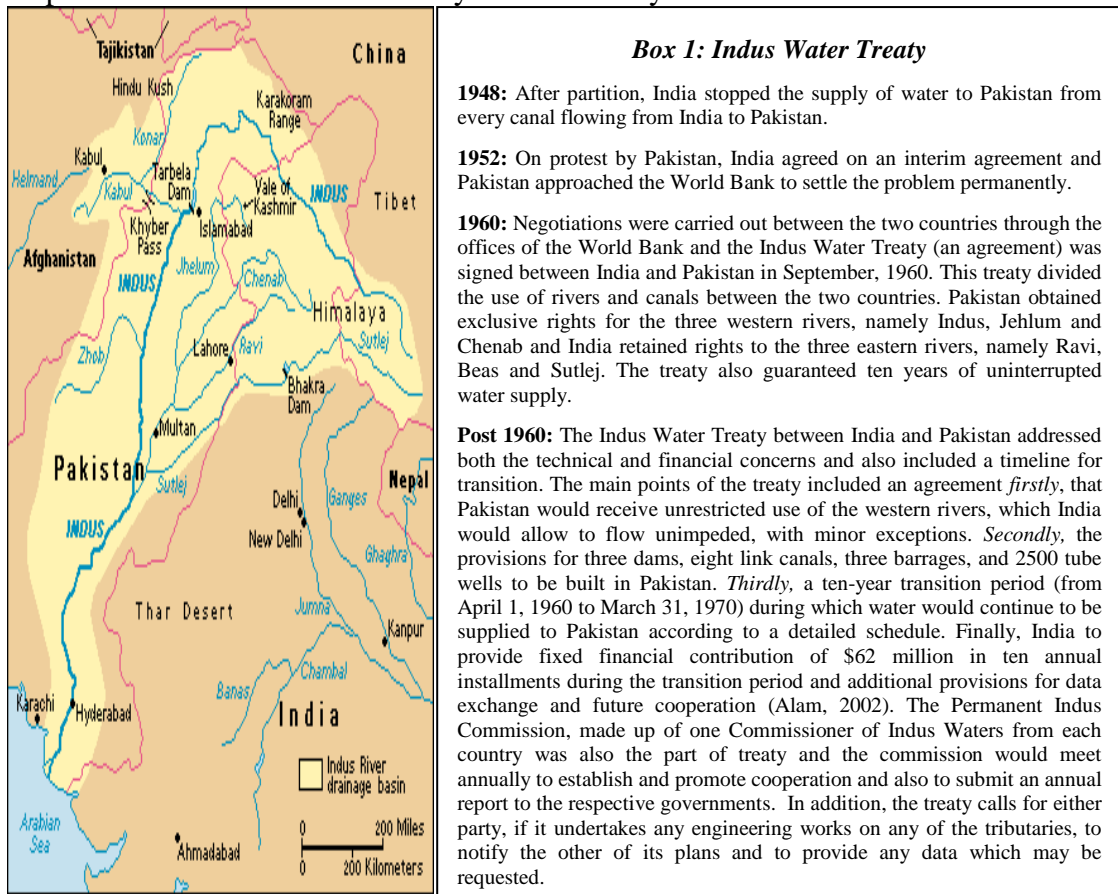 Tajikistan
China
Hindu Kush
Karakoram
Range
Konar
Kabul
Tarbela
Dam
Helmand
Kabul
Vale of
Kashmir
INDUS
Tibet
Khyber
Pass
Islamabad
Afghanistan
Jhelum
INDUS
Chenab
Himalaya
Zhob
Lahore
Ravi
Sutlej
Bhakra
Dam
Multan
Pakistan
Sutlej
Nepal
Delhi
Ganges
INDUS
New Delhi
Ghaghra
Thar Desert
Jumna
Kanpur
Chambal
Banas
Karachi
Hyderabad
India
Indus River
drainage basin
Arabian
Sea
0 200 Miles
0 200 Kilometers
Ahmadabad
Box 1: Indus Water Treaty
1948: After partition, India stopped the supply of water to Pakistan from
every canal flowing from India to Pakistan.
1952: On protest by Pakistan, India agreed on an interim agreement and
Pakistan approached the World Bank to settle the problem permanently.
1960: Negotiations were carried out between the two countries through the
offices of the World Bank and the Indus Water Treaty (an agreement) was
signed between India and Pakistan in September, 1960. This treaty divided
the use of rivers and canals between the two countries. Pakistan obtained
exclusive rights for the three western rivers, namely Indus, Jehlum and
Chenab and India retained rights to the three eastern rivers, namely Ravi,
Beas and Sutlej. The treaty also guaranteed ten years of uninterrupted
water supply.
Post 1960: The Indus Water Treaty between India and Pakistan addressed
both the technical and financial concerns and also included a timeline for
transition. The main points of the treaty included an agreement firstly, that
Pakistan would receive unrestricted use of the western rivers, which India
would allow to flow unimpeded, with minor exceptions. Secondly, the
provisions for three dams, eight link canals, three barrages, and 2500 tube
wells to be built in Pakistan. Thirdly, a ten-year transition period (from
April 1, 1960 to March 31, 1970) during which water would continue to be
supplied to Pakistan according to a detailed schedule. Finally, India to
provide fixed financial contribution of $62 million in ten annual
installments during the transition period and additional provisions for data
exchange and future cooperation (Alam, 2002). The Permanent Indus
Commission, made up of one Commissioner of Indus Waters from each
country was also the part of treaty and the commission would meet
annually to establish and promote cooperation and also to submit an annual
report to the respective governments. In addition, the treaty calls for either
party, if it undertakes any engineering works on any of the tributaries, to
notify the other of its plans and to provide any data which may be
requested.